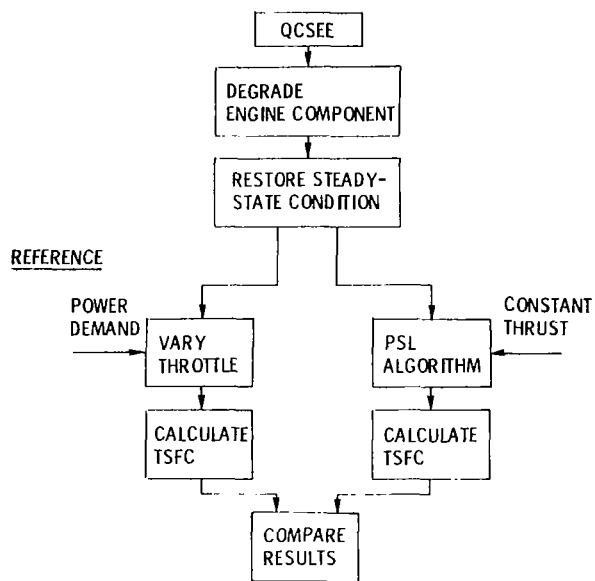 QCSEE
DEGRADE
ENGINE COMPONENT
RESTORE STEADY-
STATE CONDITION
REFERENCE
POWER
DEMAND
VARY
THROTTLE
PSL
ALGORITHM
CONSTANT
THRUST
CALCULATE
TSFC
CALCULATE
TSFC
COMPARE
RESULTS